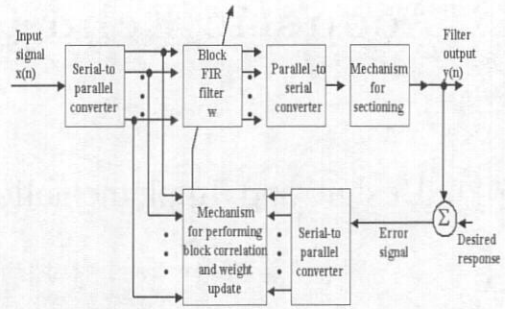 Input
signal
x(n)
Serial-to
parallel
converter
Block
FIR
filter
w
Parallel -to
serial
converter
Mechanism
for
sectioning
Filter
output
y(n)
Mechanism
for performing
block correlation
and weight
update
Serial-to
parallel
converter
Error
signal
Σ
Desired
response